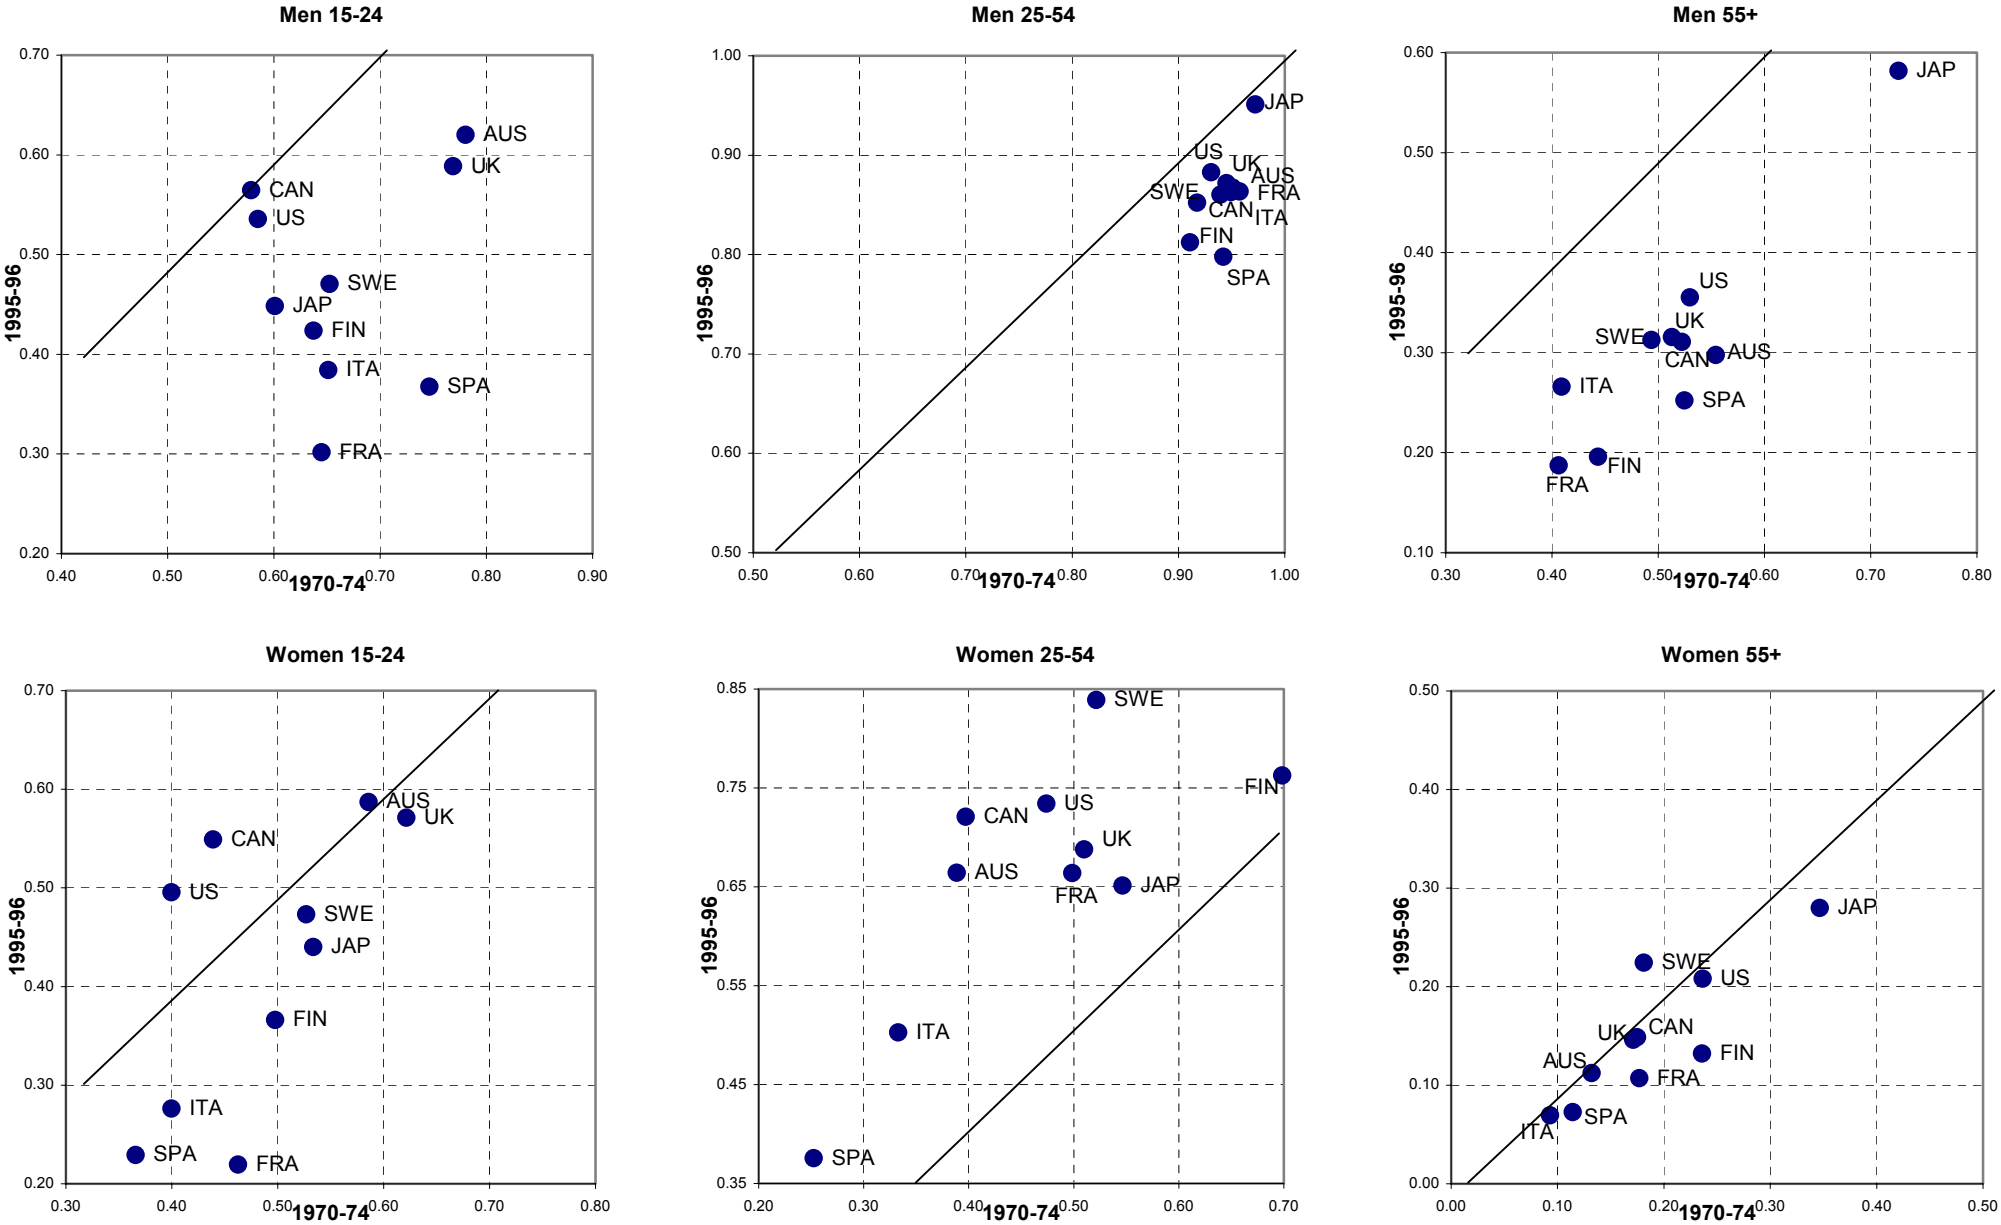 Men 15-24
0.70
0.60
0.50
0.40
0.30
0.20
0.40
0.50
0.60
0.70
0.80
0.90
1995-96
1970-74
AUS
UK
CAN
US
SWE
JAP
FIN
ITA
SPA
FRA
Men 25-54
1.00
0.90
0.80
0.70
0.60
0.50
0.50
0.60
0.70
0.80
0.90
1.00
1995-96
1970-74
JAP
US
UK
AUS
SWE
FRA
CAN
ITA
FIN
SPA
Men 55+
0.60
0.50
0.40
0.30
0.20
0.10
0.30
0.40
0.50
0.60
0.70
0.80
1995-96
1970-74
JAP
US
UK
SWE
CAN
AUS
ITA
SPA
FIN
FRA
Women 15-24
0.70
0.60
0.50
0.40
0.30
0.20
0.30
0.40
0.50
0.60
0.70
0.80
1995-96
1970-74
AUS
UK
CAN
US
SWE
JAP
FIN
ITA
SPA
FRA
Women 25-54
0.85
0.75
0.65
0.55
0.45
0.35
0.20
0.30
0.40
0.50
0.60
0.70
1995-96
1970-74
SWE
FIN
US
CAN
UK
AUS
FRA
JAP
ITA
SPA
Women 55+
0.50
0.40
0.30
0.20
0.10
0.00
0.00
0.10
0.20
0.30
0.40
0.50
1995-96
1970-74
JAP
SWE
US
UK
CAN
FIN
AUS
FRA
SPA
ITA